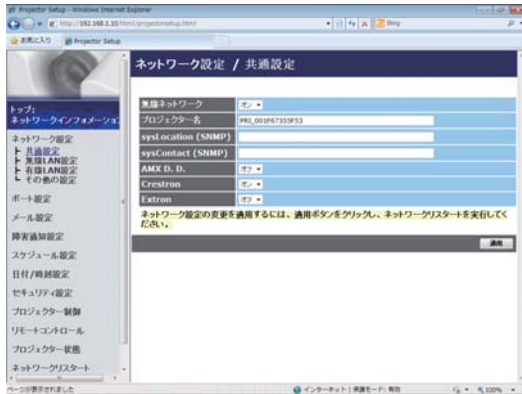 Projector Setup - Windows Internet Explorer
http://192.168.1.10/html/projectorsetup.html
Bing
お気に入り
Projector Setup
ネットワーク設定 / 共通設定
トップ:
ネットワークインフォメーション
ネットワーク設定
共通設定
無線LAN設定
有線LAN設定
その他の設定
ポート設定
メール設定
障害通知設定
スケジュール設定
日付/時刻設定
セキュリティ設定
プロジェクター制御
リモートコントロール
プロジェクター状態
ネットワークリスタート
無線ネットワーク オン
プロジェクター名 PRJ_001F67355F53
sysLocation (SNMP)
sysContact (SNMP)
AMX D. D. オフ
Crestron オン
Extron オフ
ネットワーク設定の変更を適用するには、適用ボタンをクリックし、ネットワークリスタートを実行してく
ださい。
適用
ページが表示されました
インターネット | 保護モード: 有効
100%